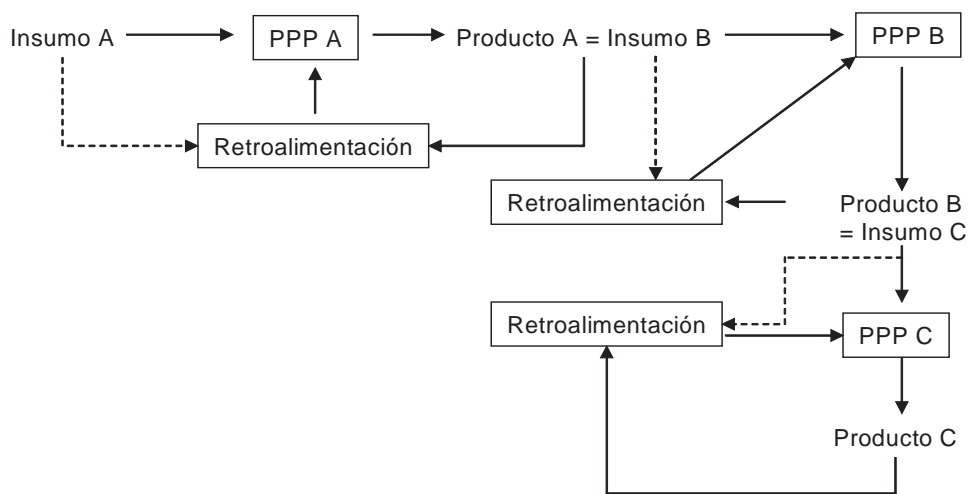 Insumo A
PPP A
Producto A = Insumo B
PPP B
Retroalimentación
Retroalimentación
Producto B
= Insumo C
Retroalimentación
PPP C
Producto C